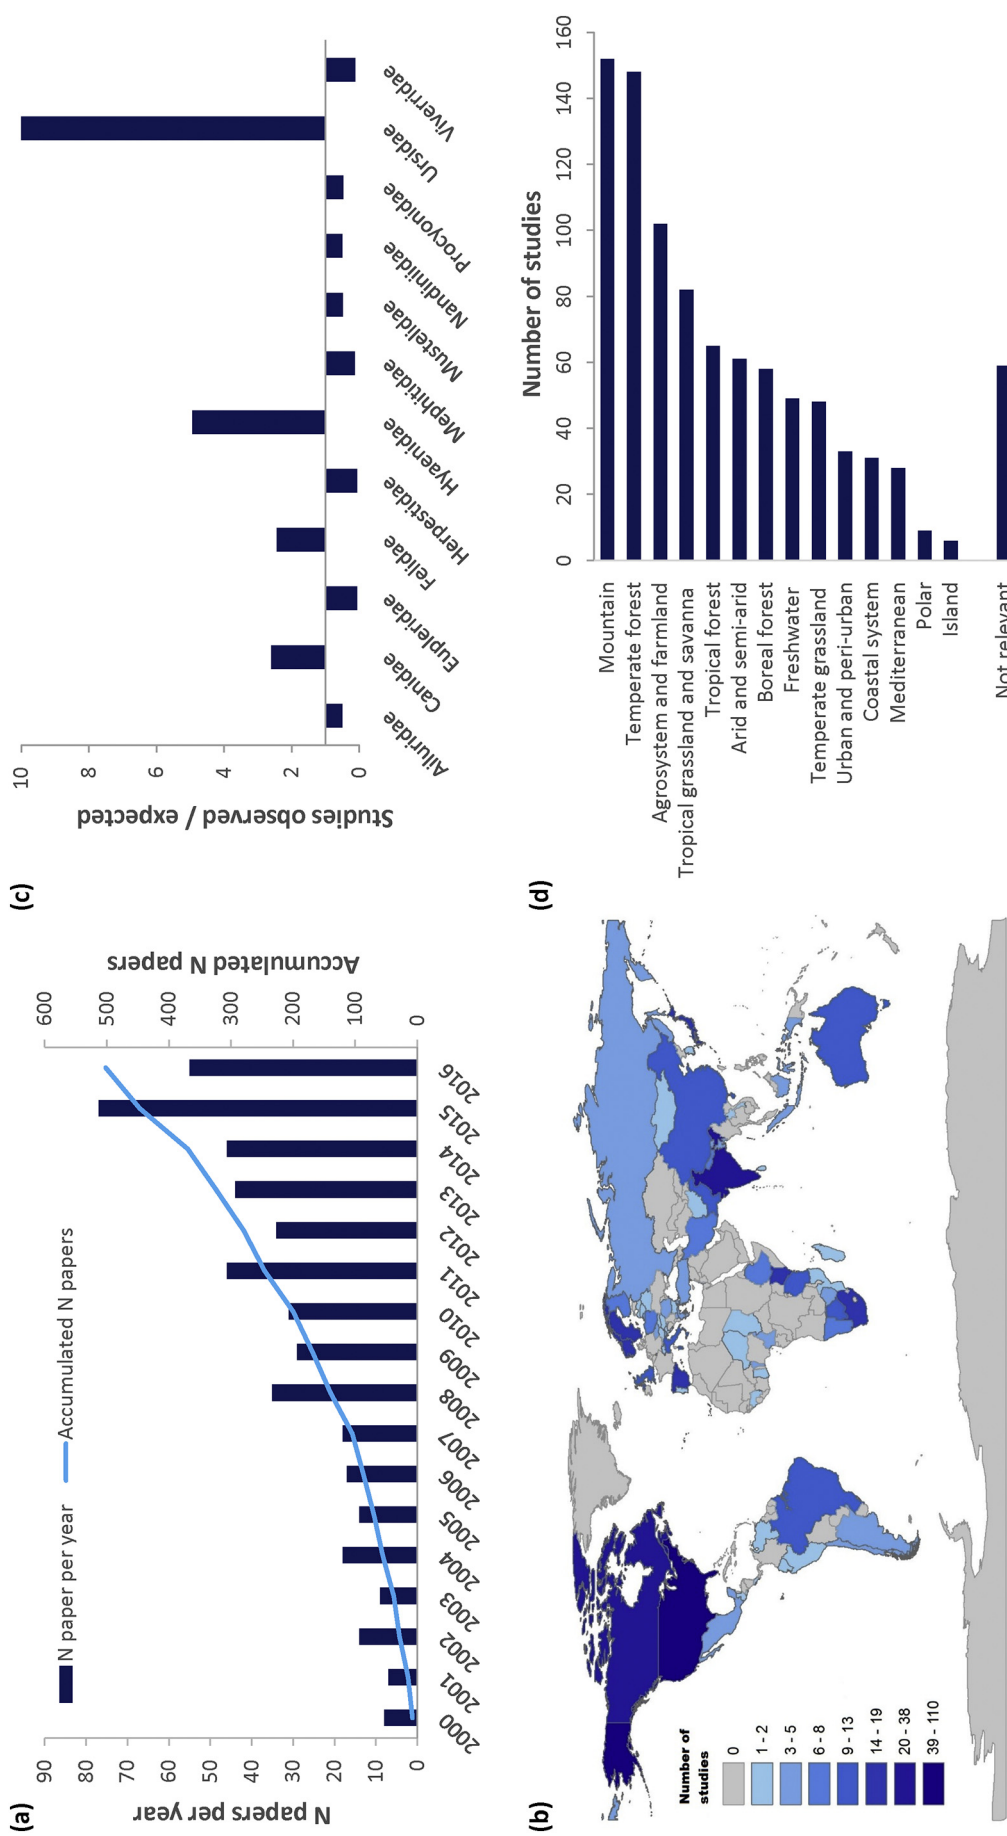 (a)
N papers per year
90
80
70
60
50
40
30
20
10
0
N paper per year
Accumulated N papers
600
500
400
300
200
100
0
Accumulated N papers
2000
2001
2002
2003
2004
2005
2006
2007
2008
2009
2010
2011
2012
2013
2014
2015
2016
(b)
Number of
studies
0
1 - 2
3 - 5
6 - 8
9 - 13
14 - 19
20 - 38
39 - 110
(c)
Studies observed / expected
10
8
6
4
2
0
Ailuridae
Canidae
Eupleridae
Felidae
Herpestidae
Hyaenidae
Mephitidae
Mustelidae
Nandiniidae
Procyonidae
Ursidae
Viverridae
(d)
Number of studies
0
20
40
60
80
100
120
140
160
Mountain
Temperate forest
Agrosystem and farmland
Tropical grassland and savanna
Tropical forest
Arid and semi-arid
Boreal forest
Freshwater
Temperate grassland
Urban and peri-urban
Coastal system
Mediterranean
Polar
Island
Not relevant